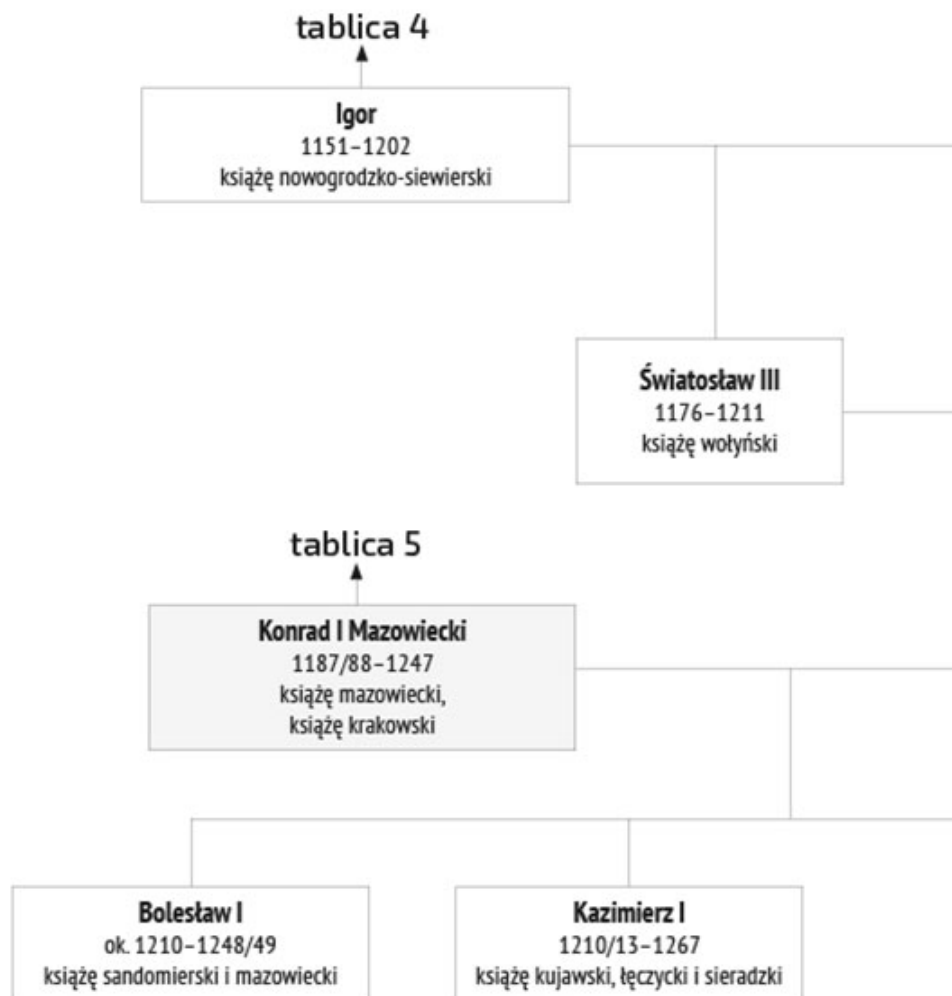 tablica 4
Igor
1151–1202
książę nowogrodzko-siewierski
Światosław III
1176–1211
książę wołyński
tablica 5
Konrad I Mazowiecki
1187/88–1247
książę mazowiecki,
książę krakowski
Bolesław I
ok. 1210–1248/49
książę sandomierski i mazowiecki
Kazimierz I
1210/13–1267
książę kujawski, łęczycki i sieradzki